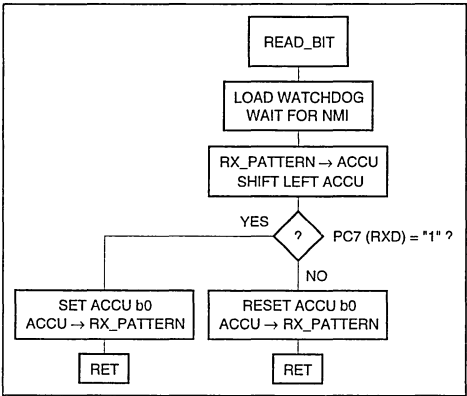 READ_BIT
LOAD WATCHDOG
WAIT FOR NMI
RX_PATTERN → ACCU
SHIFT LEFT ACCU
YES
?
PC7 (RXD) = "1" ?
NO
SET ACCU b0
ACCU → RX_PATTERN
RESET ACCU b0
ACCU → RX_PATTERN
RET
RET